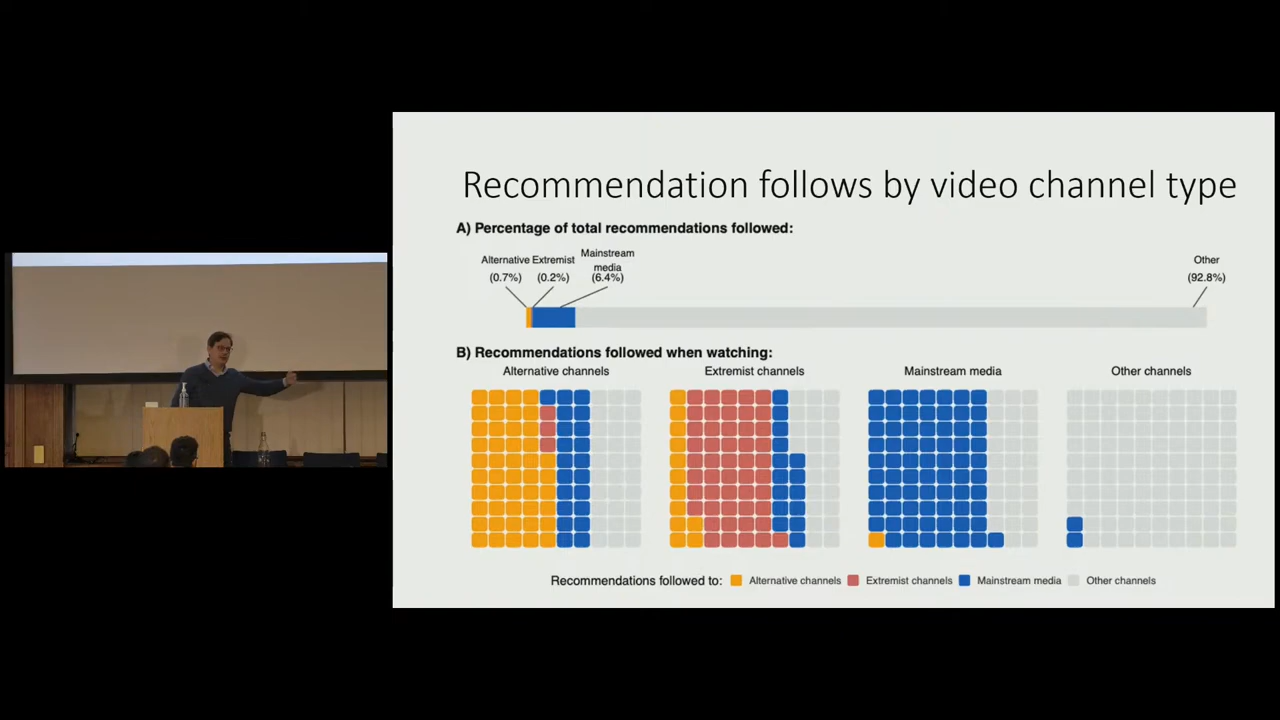 Recommendation follows by video channel type
A) Percentage of total recommendations followed:
Alternative Extremist Mainstream media Other
(0.7%) (0.2%) (6.4%) (92.8%)
B) Recommendations followed when watching:
Alternative channels Extremist channels Mainstream media Other channels
Recommendations followed to: Alternative channels Extremist channels Mainstream media Other channels